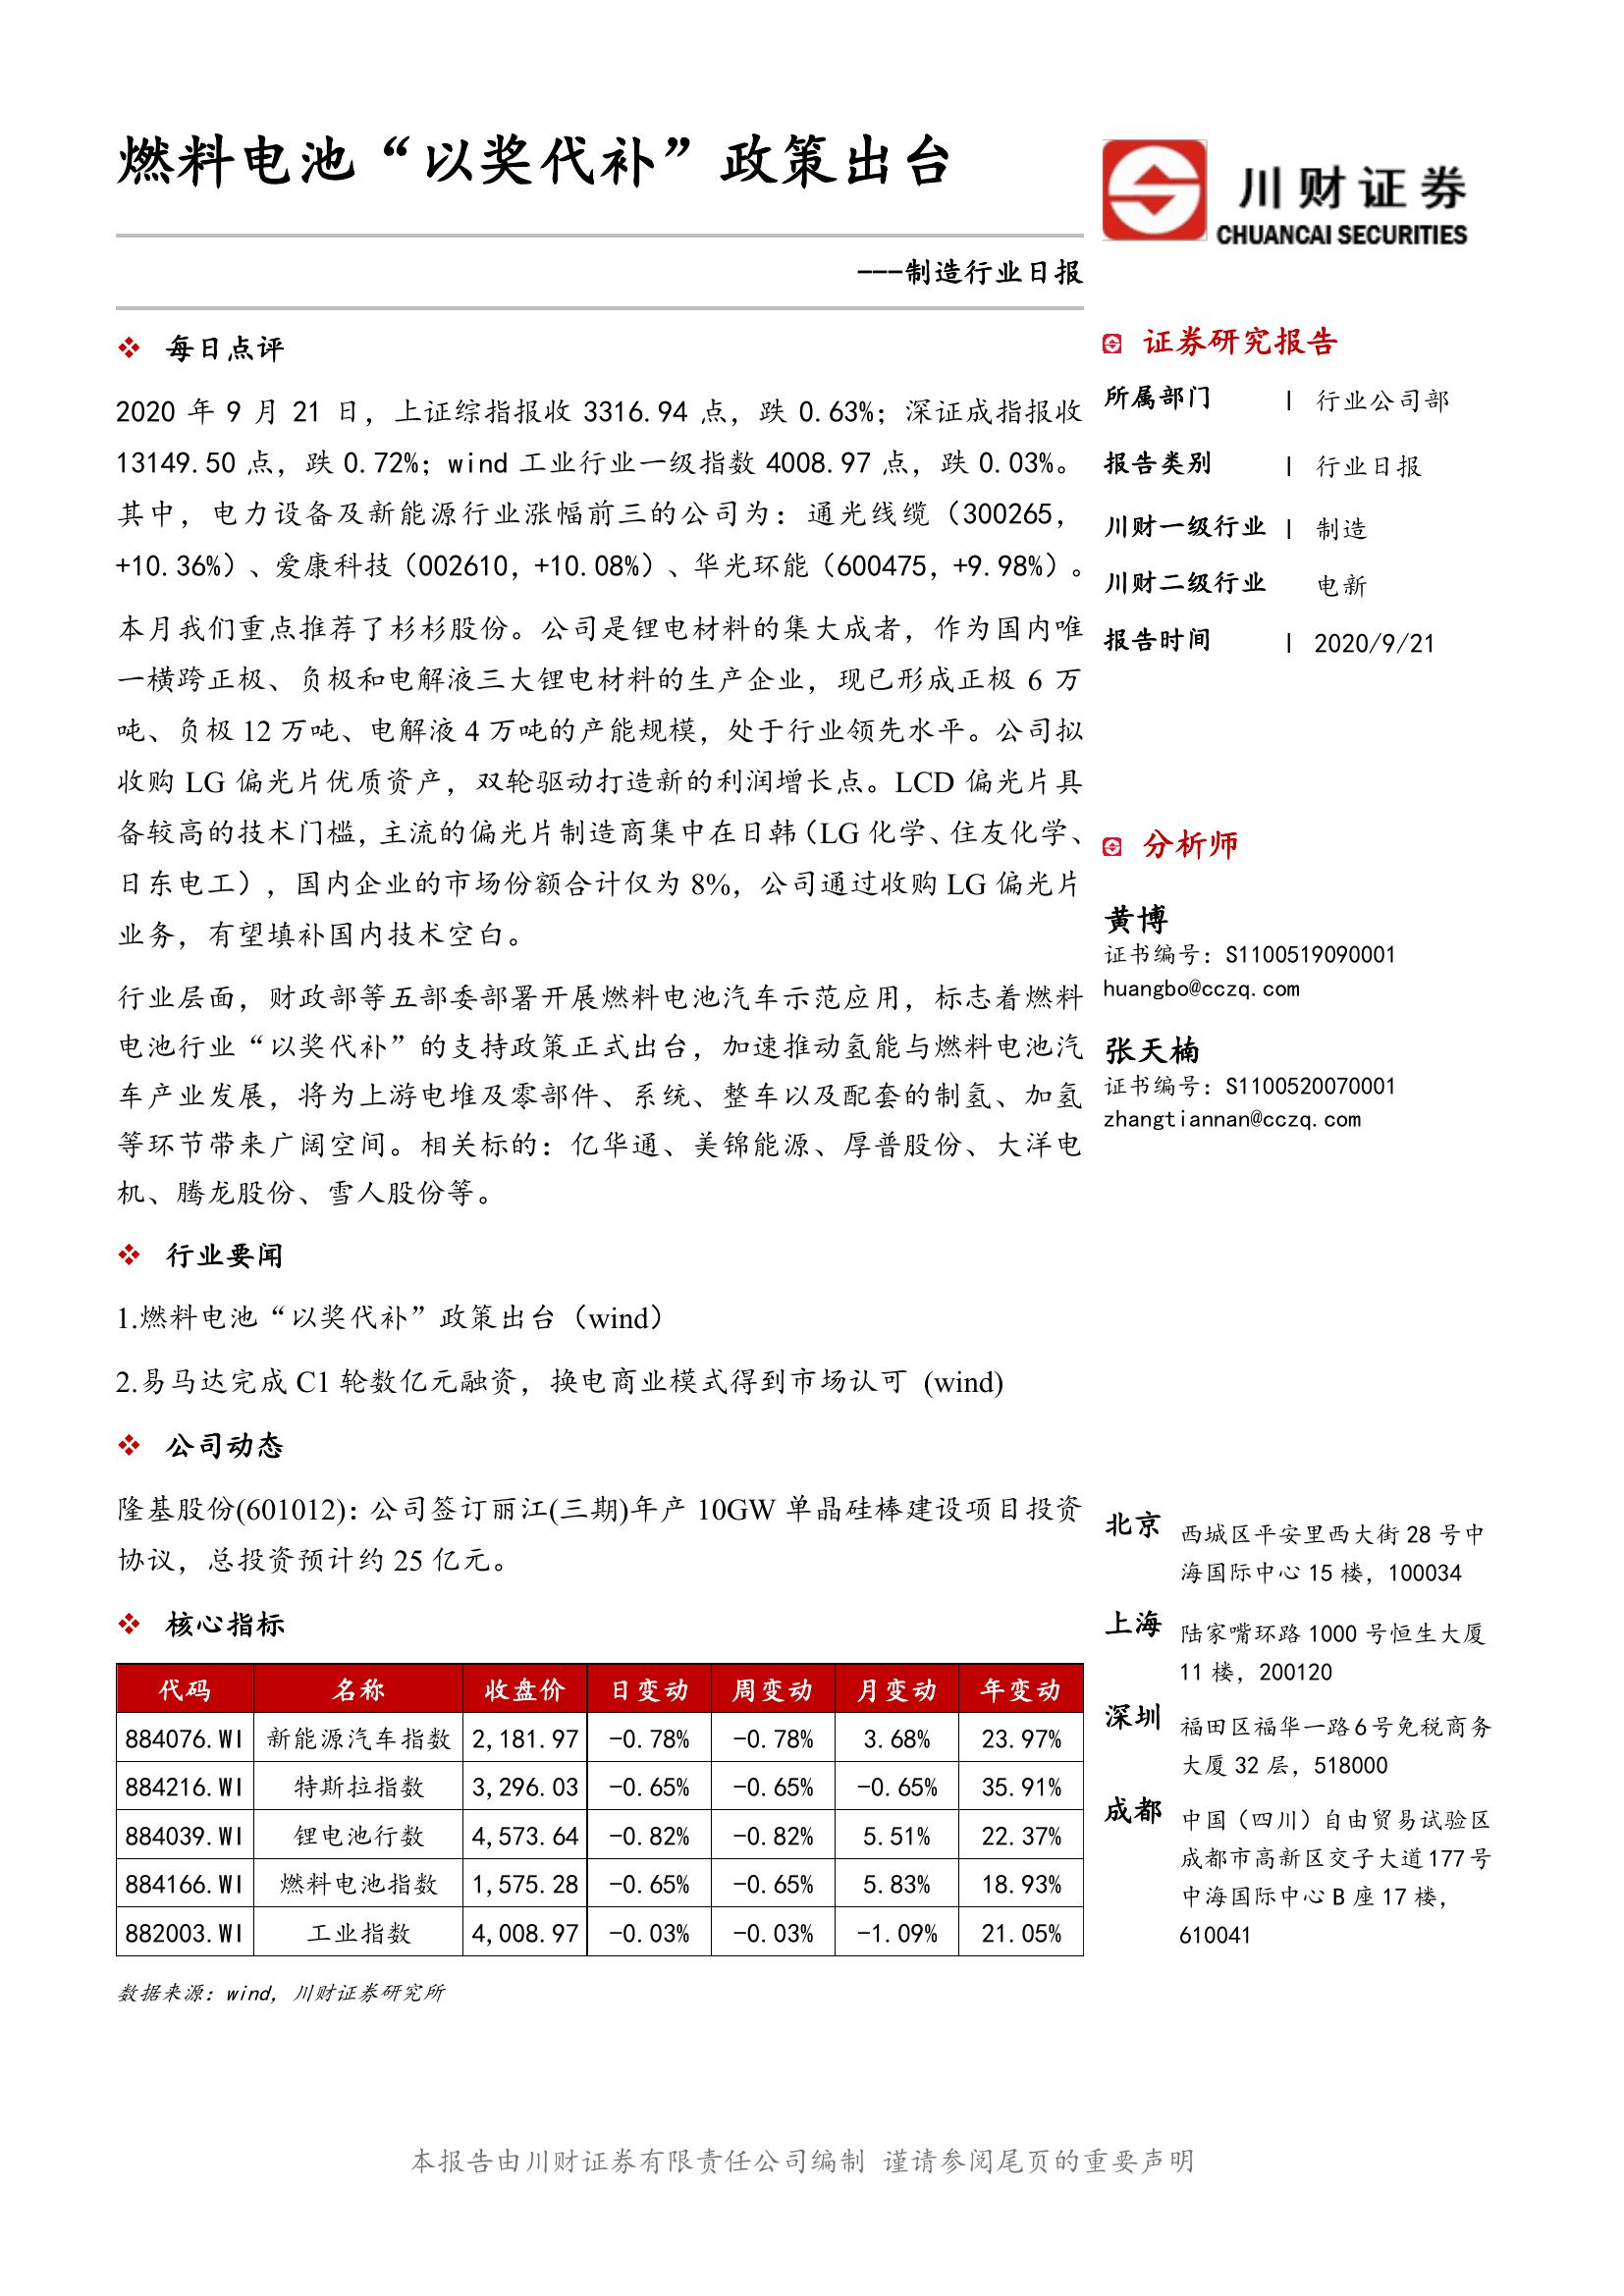 燃料电池“以奖代补”政策出台
川财证券
CHUANCAI SECURITIES
---制造行业日报
❖ 每日点评
2020 年 9 月 21 日，上证综指报收 3316.94 点，跌 0.63%；深证成指报收
13149.50 点，跌 0.72%；wind 工业行业一级指数 4008.97 点，跌 0.03%。
其中，电力设备及新能源行业涨幅前三的公司为：通光线缆（300265，
+10.36%）、爱康科技（002610，+10.08%）、华光环能（600475，+9.98%）。
本月我们重点推荐了杉杉股份。公司是锂电材料的集大成者，作为国内唯
一横跨正极、负极和电解液三大锂电材料的生产企业，现已形成正极 6 万
吨、负极 12 万吨、电解液 4 万吨的产能规模，处于行业领先水平。公司拟
收购 LG 偏光片优质资产，双轮驱动打造新的利润增长点。LCD 偏光片具
备较高的技术门槛，主流的偏光片制造商集中在日韩（LG 化学、住友化学、
日东电工），国内企业的市场份额合计仅为 8%，公司通过收购 LG 偏光片
业务，有望填补国内技术空白。
行业层面，财政部等五部委部署开展燃料电池汽车示范应用，标志着燃料
电池行业“以奖代补”的支持政策正式出台，加速推动氢能与燃料电池汽
车产业发展，将为上游电堆及零部件、系统、整车以及配套的制氢、加氢
等环节带来广阔空间。相关标的：亿华通、美锦能源、厚普股份、大洋电
机、腾龙股份、雪人股份等。
❖ 行业要闻
1.燃料电池“以奖代补”政策出台（wind）
2.易马达完成 C1 轮数亿元融资，换电商业模式得到市场认可 (wind)
❖ 公司动态
隆基股份(601012)：公司签订丽江(三期)年产 10GW 单晶硅棒建设项目投资
协议，总投资预计约 25 亿元。
❖ 核心指标
代码 名称 收盘价 日变动 周变动 月变动 年变动
884076.WI 新能源汽车指数 2,181.97 -0.78% -0.78% 3.68% 23.97%
884216.WI 特斯拉指数 3,296.03 -0.65% -0.65% -0.65% 35.91%
884039.WI 锂电池行数 4,573.64 -0.82% -0.82% 5.51% 22.37%
884166.WI 燃料电池指数 1,575.28 -0.65% -0.65% 5.83% 18.93%
882003.WI 工业指数 4,008.97 -0.03% -0.03% -1.09% 21.05%
数据来源：wind，川财证券研究所
证券研究报告
所属部门 | 行业公司部
报告类别 | 行业日报
川财一级行业 | 制造
川财二级行业 电新
报告时间 | 2020/9/21
分析师
黄博
证书编号：S1100519090001
huangbo@cczq.com
张天楠
证书编号：S1100520070001
zhangtiannan@cczq.com
北京 西城区平安里西大街 28 号中
海国际中心 15 楼，100034
上海 陆家嘴环路 1000 号恒生大厦
11 楼，200120
深圳 福田区福华一路 6 号免税商务
大厦 32 层，518000
成都 中国（四川）自由贸易试验区
成都市高新区交子大道 177 号
中海国际中心 B 座 17 楼，
610041
本报告由川财证券有限责任公司编制 谨请参阅尾页的重要声明